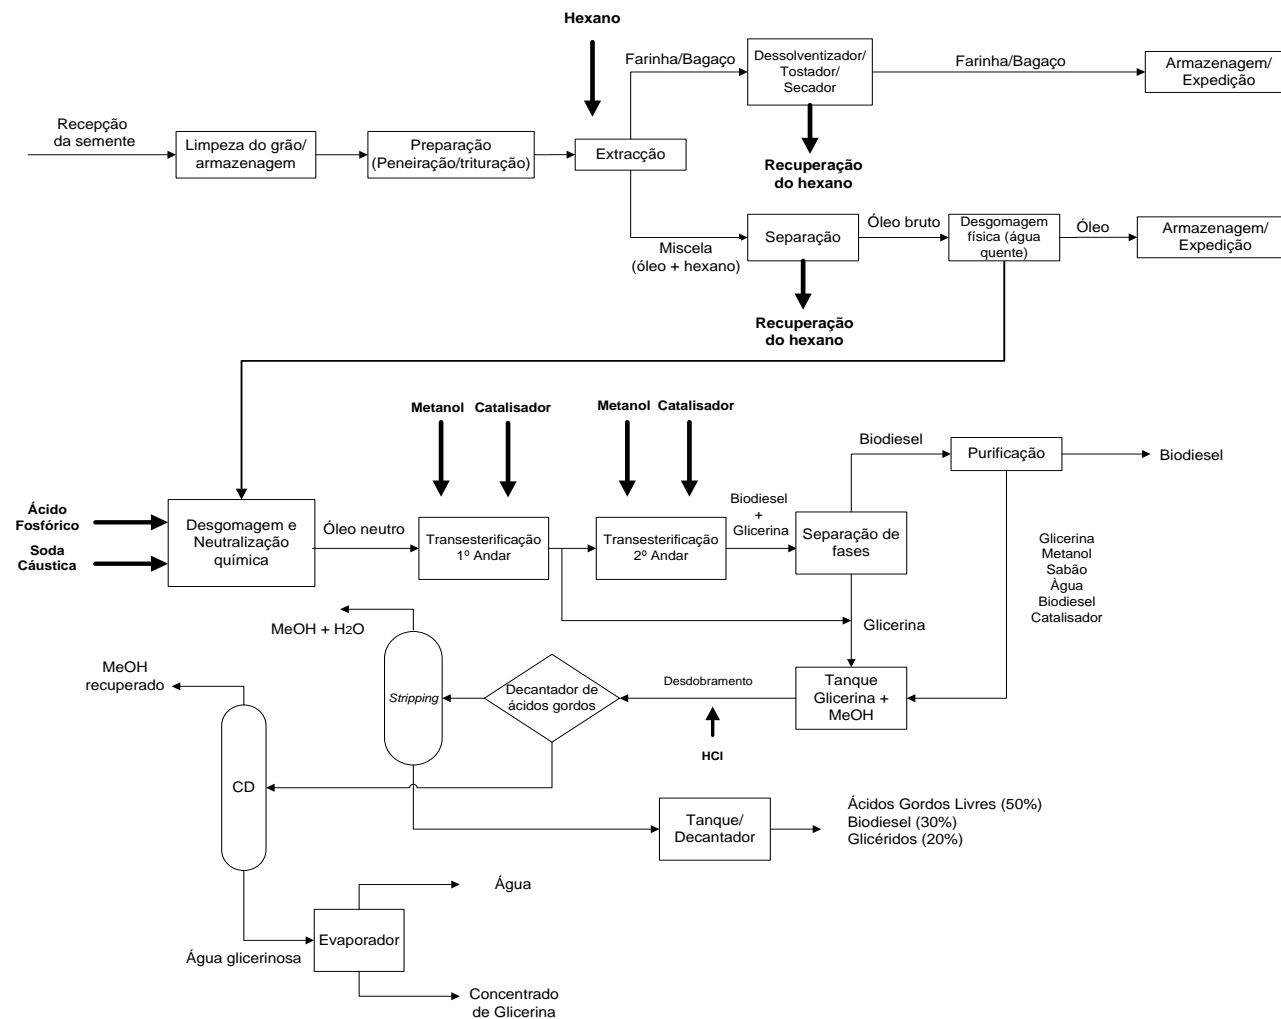 Hexano
Farinha/Bagaço
Dessolventizador/
Tostador/
Secador
Farinha/Bagaço
Armazenagem/
Expedição
Recepção
da semente
Limpeza do grão/
armazenagem
Preparação
(Peneiração/trituração)
Extracção
Recuperação
do hexano
Miscela
(óleo + hexano)
Separação
Óleo bruto
Desgomagem
física (água
quente)
Óleo
Armazenagem/
Expedição
Recuperação
do hexano
Metanol
Catalisador
Metanol
Catalisador
Biodiesel
Purificação
Biodiesel
Ácido
Fosfórico
Soda
Cáustica
Desgomagem e
Neutralização
química
Óleo neutro
Transesterificação
1º Andar
Transesterificação
2º Andar
Biodiesel
+
Glicerina
Separação de
fases
Glicerina
Metanol
Sabão
Àgua
Biodiesel
Catalisador
Glicerina
MeOH + H2O
MeOH
recuperado
Stripping
Decantador de
ácidos gordos
Desdobramento
HCl
Tanque
Glicerina +
MeOH
CD
Tanque/
Decantador
Ácidos Gordos Livres (50%)
Biodiesel (30%)
Glicéridos (20%)
Água
Evaporador
Água glicerinosa
Concentrado
de Glicerina